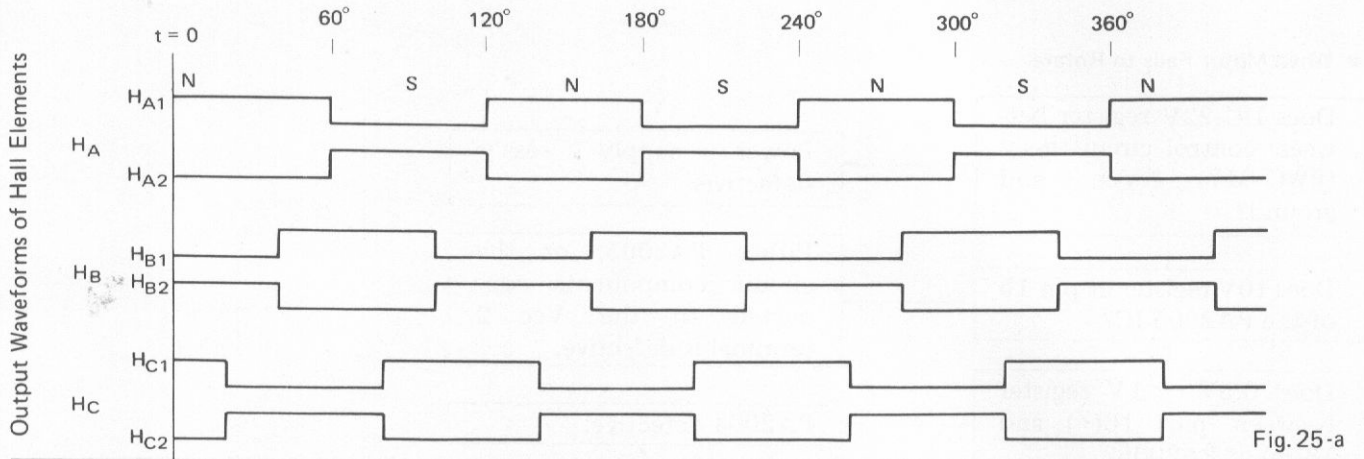 60° 120° 180° 240° 300° 360°
t = 0
Output Waveforms of Hall Elements
N S N S N S N
HA1
HA
HA2
HB1
HB
HB2
HC1
HC
HC2
Fig. 25-a